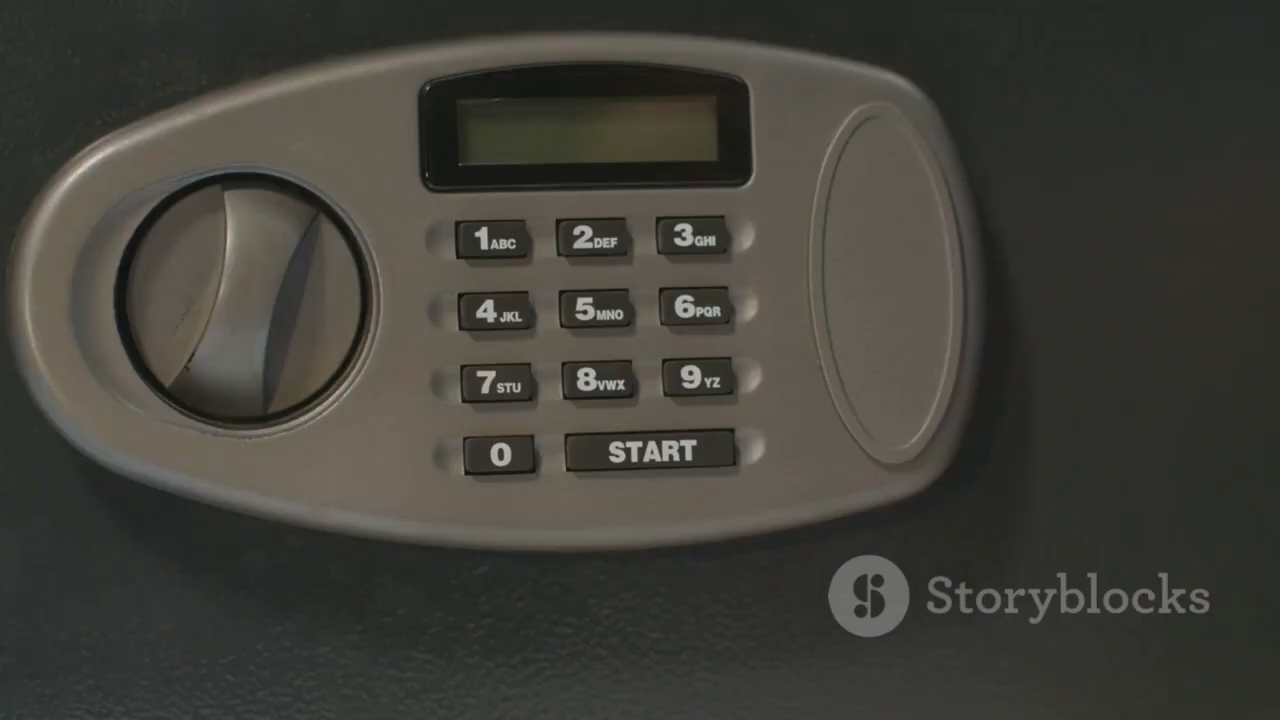 1ABC 2DEF 3GHI
4JKL 5MNO 6PQR
7STU 8VWX 9YZ
0 START
Storyblocks